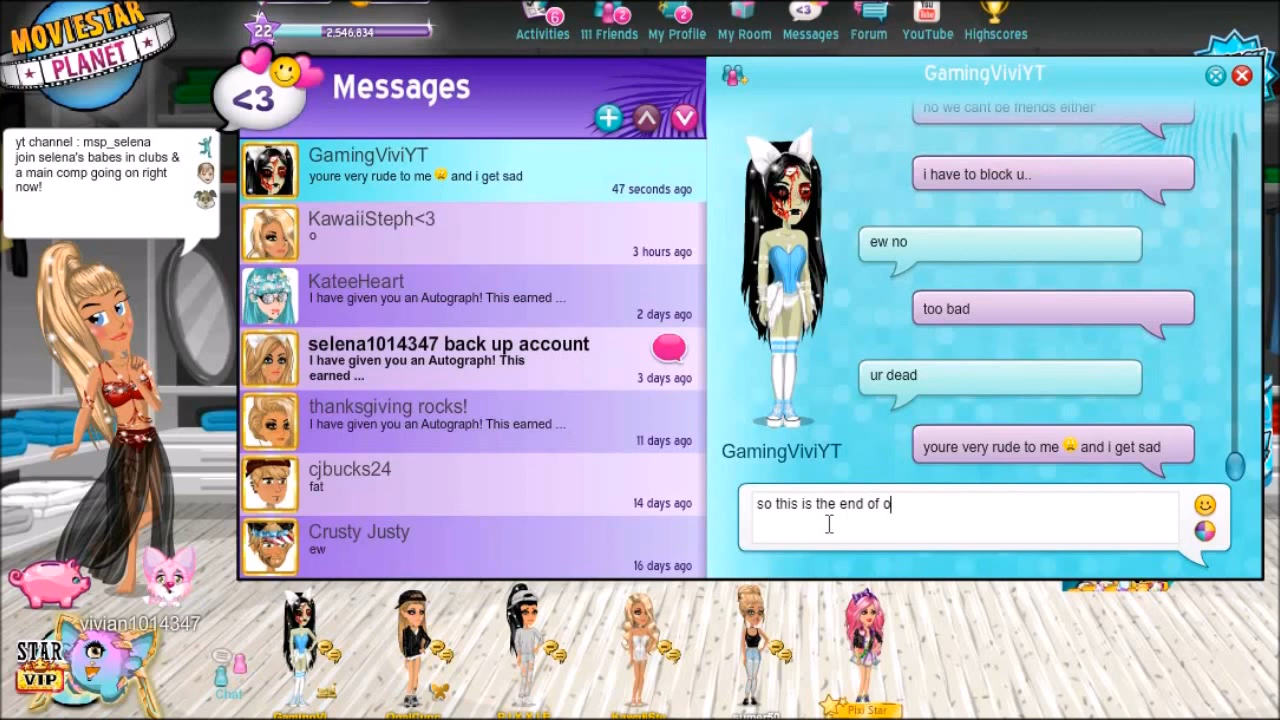 MOVIESTAR
PLANET
22
2.546.834
6
2
2
<3
You
Tube
Activities
111 Friends
My Profile
My Room
Messages
Forum
YouTube
Highscores
yt channel : msp_selena
join selena's babes in clubs &
a main comp going on right
now!
<3
Messages
GamingViviYT
youre very rude to me and i get sad
47 seconds ago
KawaiiSteph<3
o
3 hours ago
KateeHeart
I have given you an Autograph! This earned ...
2 days ago
selena1014347 back up account
I have given you an Autograph! This
earned ...
3 days ago
thanksgiving rocks!
I have given you an Autograph! This earned ...
11 days ago
cjbucks24
fat
14 days ago
Crusty Justy
ew
16 days ago
GamingViviYT
no we cant be friends either
i have to block u..
ew no
too bad
ur dead
youre very rude to me and i get sad
GamingViviYT
so this is the end of o
vivian1014347
STAR
VIP
Chat
Pixi Star